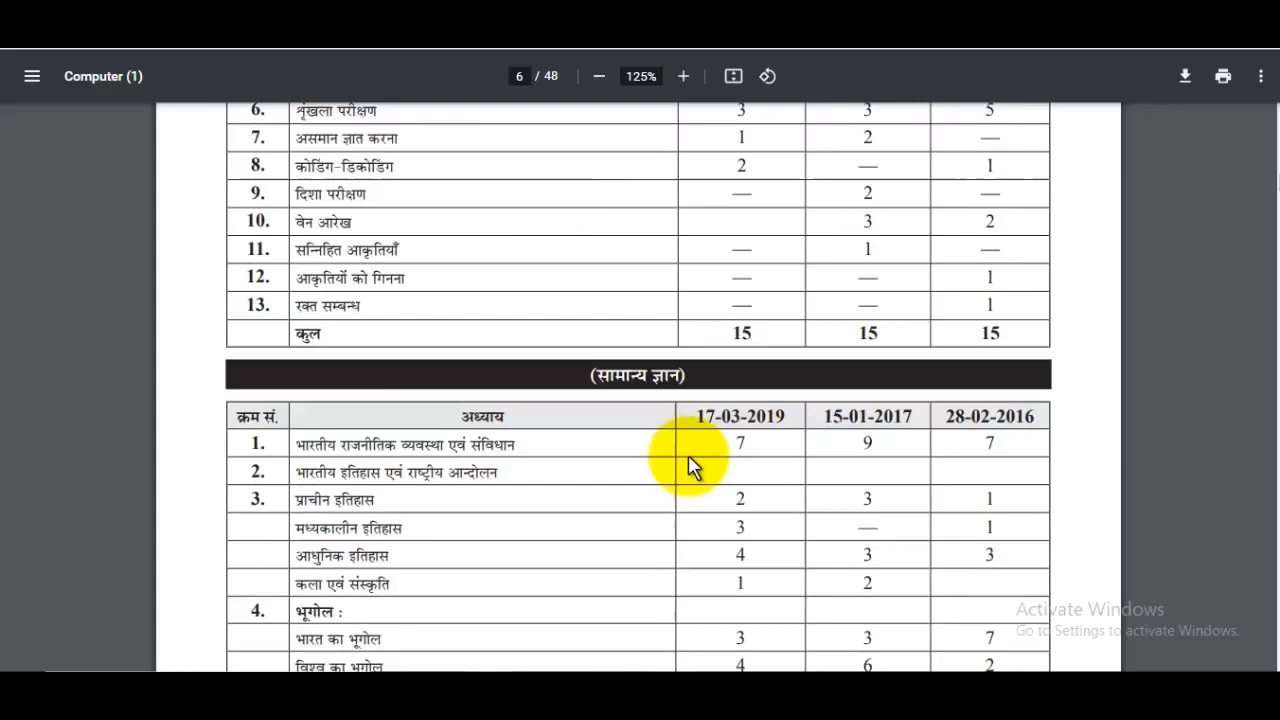 Computer (1)
6 / 48
125%
6. शृंखला परीक्षण 3 3 5
7. असमान ज्ञात करना 1 2 —
8. कोडिंग-डिकोडिंग 2 — 1
9. दिशा परीक्षण — 2 —
10. वेन आरेख 3 2
11. सन्निहित आकृतियाँ — 1 —
12. आकृतियों को गिनना — — 1
13. रक्त सम्बन्ध — — 1
कुल 15 15 15
(सामान्य ज्ञान)
क्रम सं. अध्याय 17-03-2019 15-01-2017 28-02-2016
1. भारतीय राजनीतिक व्यवस्था एवं संविधान 7 9 7
2. भारतीय इतिहास एवं राष्ट्रीय आन्दोलन
3. प्राचीन इतिहास 2 3 1
मध्यकालीन इतिहास 3 — 1
आधुनिक इतिहास 4 3 3
कला एवं संस्कृति 1 2
4. भूगोल :
भारत का भूगोल 3 3 7
विश्व का भूगोल 4 6 2
Activate Windows
Go to Settings to activate Windows.